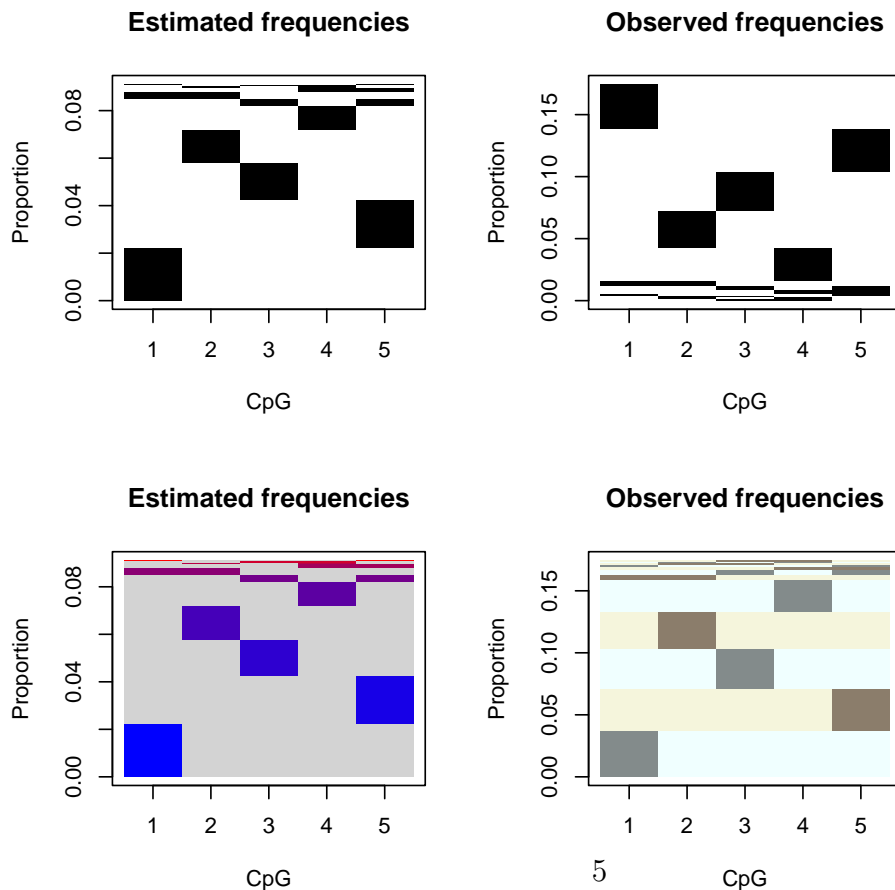 Estimated frequencies
Proportion
0.00 0.04 0.08
1 2 3 4 5
CpG
Observed frequencies
Proportion
0.00 0.05 0.10 0.15
1 2 3 4 5
CpG
Estimated frequencies
Proportion
0.00 0.04 0.08
1 2 3 4 5
CpG
Observed frequencies
Proportion
0.00 0.05 0.10 0.15
1 2 3 4 5
CpG
5